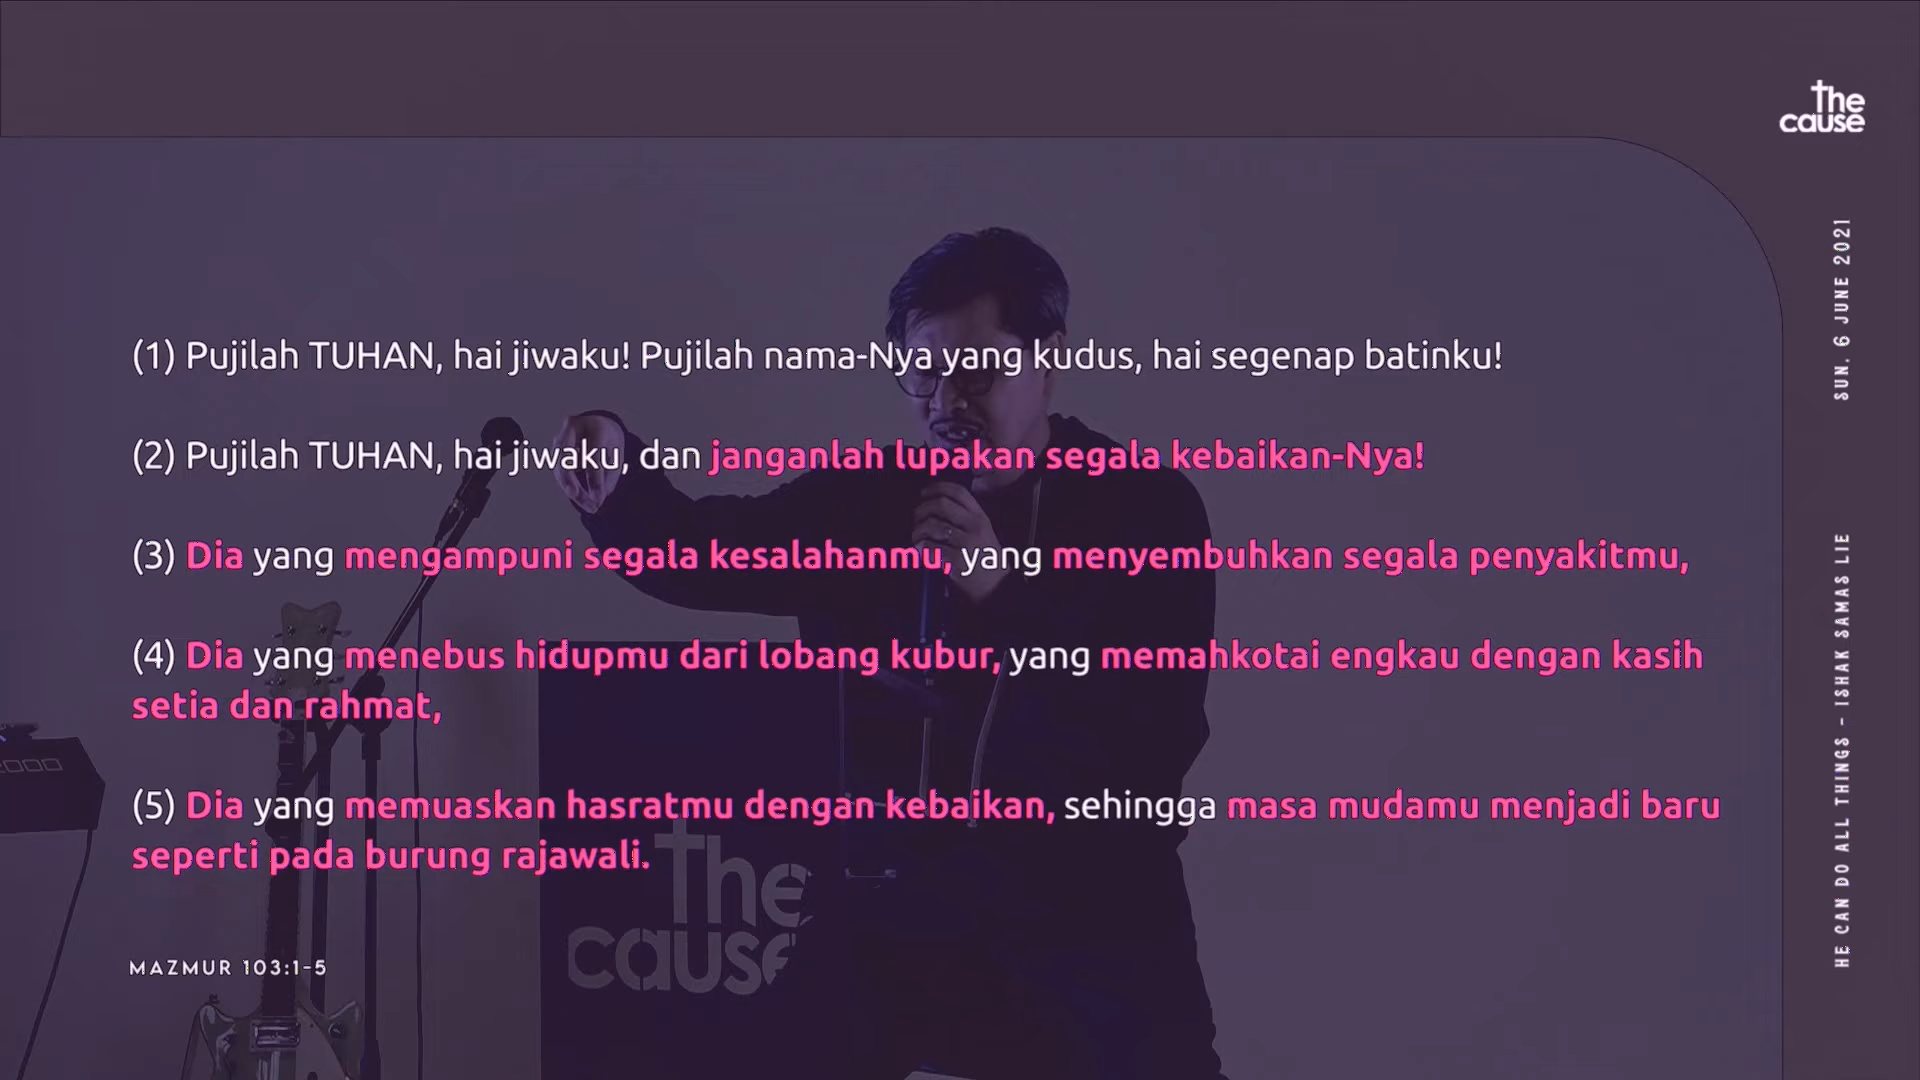 the
cause
SUN. 6 JUNE 2021
HE CAN DO ALL THINGS - ISHAK SAMAS LIE
(1) Pujilah TUHAN, hai jiwaku! Pujilah nama-Nya yang kudus, hai segenap batinku!
(2) Pujilah TUHAN, hai jiwaku, dan janganlah lupakan segala kebaikan-Nya!
(3) Dia yang mengampuni segala kesalahanmu, yang menyembuhkan segala penyakitmu,
(4) Dia yang menebus hidupmu dari lobang kubur, yang memahkotai engkau dengan kasih
setia dan rahmat,
(5) Dia yang memuaskan hasratmu dengan kebaikan, sehingga masa mudamu menjadi baru
seperti pada burung rajawali.
the
cause
MAZMUR 103:1-5